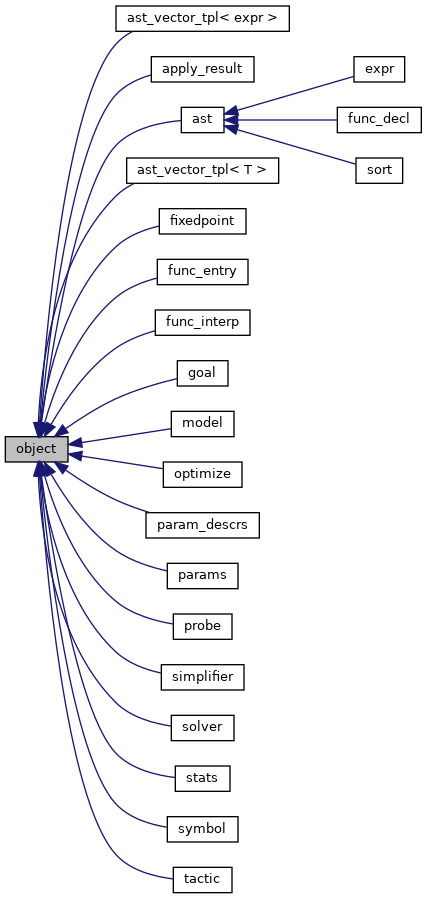 ast_vector_tpl< expr >
apply_result
expr
ast
func_decl
sort
ast_vector_tpl< T >
fixedpoint
func_entry
func_interp
goal
model
object
optimize
param_descrs
params
probe
simplifier
solver
stats
symbol
tactic